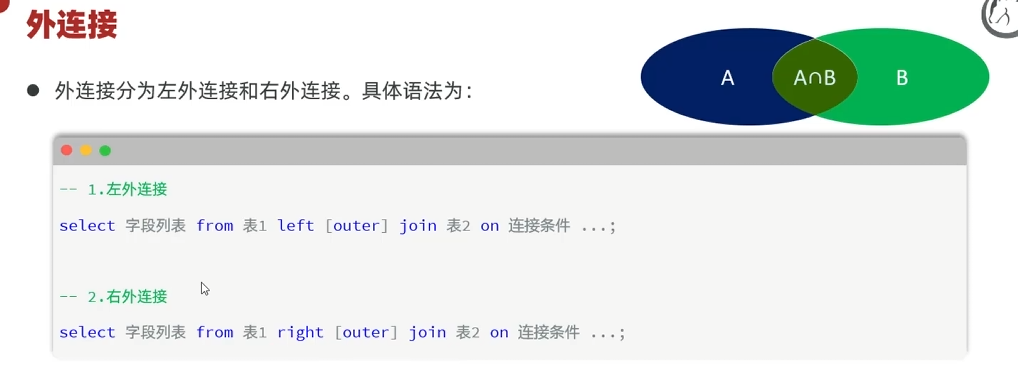 外连接
A A∩B B
● 外连接分为左外连接和右外连接。具体语法为：
-- 1.左外连接
select 字段列表 from 表1 left [outer] join 表2 on 连接条件 ...;
-- 2.右外连接
select 字段列表 from 表1 right [outer] join 表2 on 连接条件 ...;